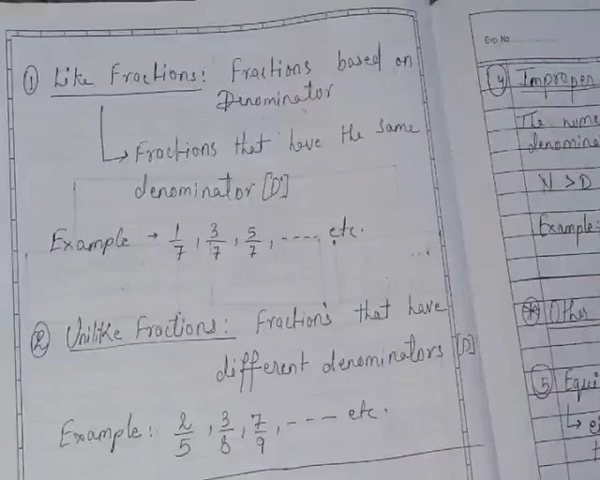 ① Like Fractions: Fractions based on
Denominator
↳ Fractions that have the same
denominator [D]
Example → 1/7, 3/7, 5/7, ---- etc.
② Unlike Fractions: Fractions that have
different denominators [D]
Example: 2/5, 3/8, 7/9, ---- etc.
Exp. No.
④ Improper
The nume
denomina
N > D
Example:
⊛ Other
⑤ Equi